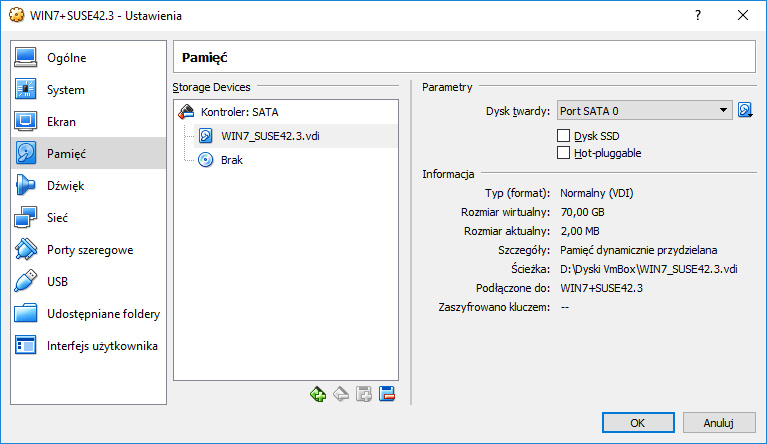 WIN7+SUSE42.3 - Ustawienia
?
Ogólne
System
Ekran
Pamięć
Dźwięk
Sieć
Porty szeregowe
USB
Udostępniane foldery
Interfejs użytkownika
Pamięć
Storage Devices
Kontroler: SATA
WIN7_SUSE42.3.vdi
Brak
Parametry
Dysk twardy: Port SATA 0
Dysk SSD
Hot-pluggable
Informacja
Typ (format): Normalny (VDI)
Rozmiar wirtualny: 70,00 GB
Rozmiar aktualny: 2,00 MB
Szczegóły: Pamięć dynamicznie przydzielana
Ścieżka: D:\Dyski VmBox\WIN7_SUSE42.3.vdi
Podłączone do: WIN7+SUSE42.3
Zaszyfrowano kluczem: --
OK
Anuluj